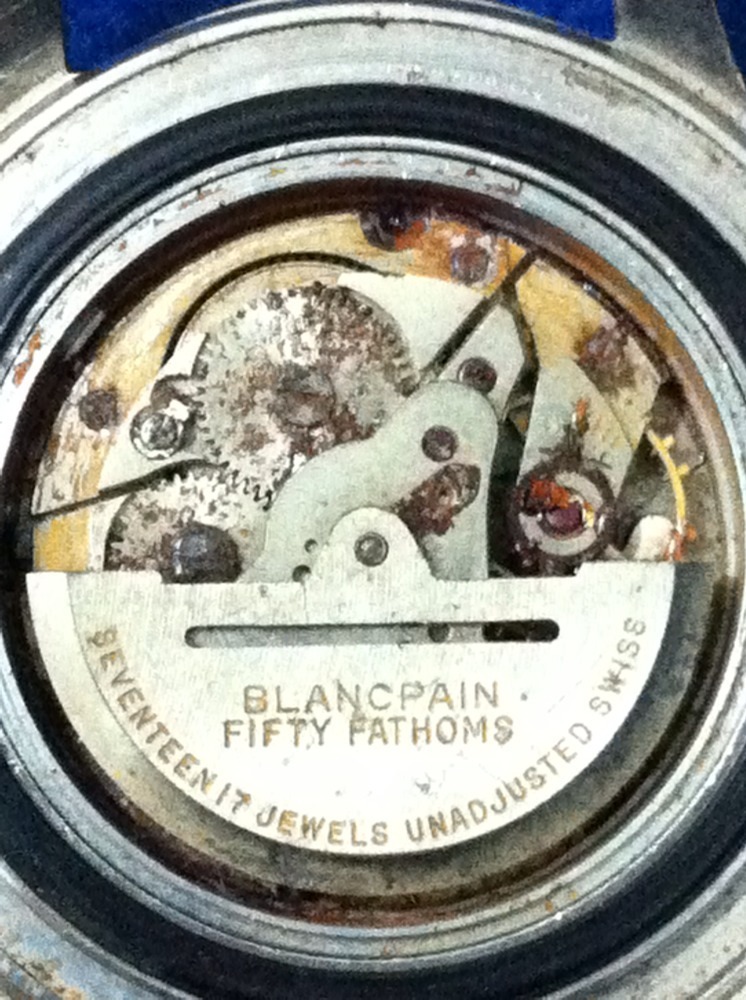 BLANCPAIN
FIFTY FATHOMS
SEVENTEEN 17 JEWELS UNADJUSTED SWISS